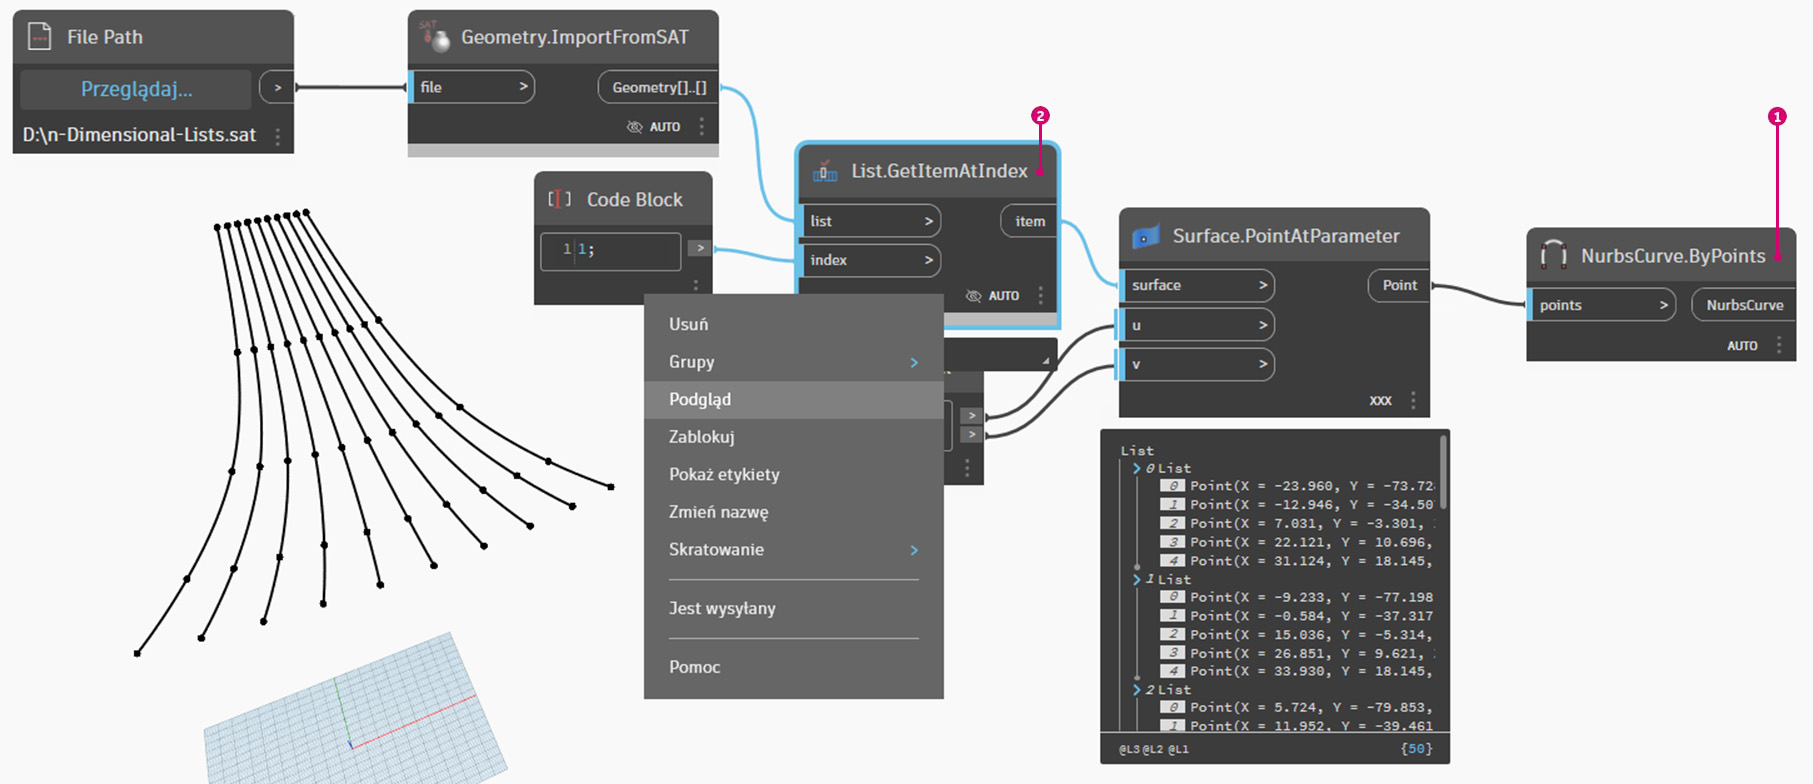 File Path
Przeglądaj...
>
D:\n-Dimensional-Lists.sat
SAT
Geometry.ImportFromSAT
file >
Geometry[]..[]
AUTO
Code Block
1 1;
>
2
List.GetItemAtIndex
list >
item
index >
AUTO
1
Surface.PointAtParameter
surface >
Point
u >
v >
XXX
NurbsCurve.ByPoints
points >
NurbsCurve
AUTO
>
>
Usuń
Grupy >
Podgląd
Zablokuj
Pokaż etykiety
Zmień nazwę
Skratowanie >
Jest wysyłany
Pomoc
List
0 List
0 Point(X = -23.960, Y = -73.72
1 Point(X = -12.946, Y = -34.50
2 Point(X = 7.031, Y = -3.301,
3 Point(X = 22.121, Y = 10.696,
4 Point(X = 31.124, Y = 18.145,
1 List
0 Point(X = -9.233, Y = -77.198
1 Point(X = -0.584, Y = -37.317
2 Point(X = 15.036, Y = -5.314,
3 Point(X = 26.851, Y = 9.621,
4 Point(X = 33.930, Y = 18.145,
2 List
0 Point(X = 5.724, Y = -79.853,
1 Point(X = 11.952, Y = -39.461
@L3 @L2 @L1 {50}